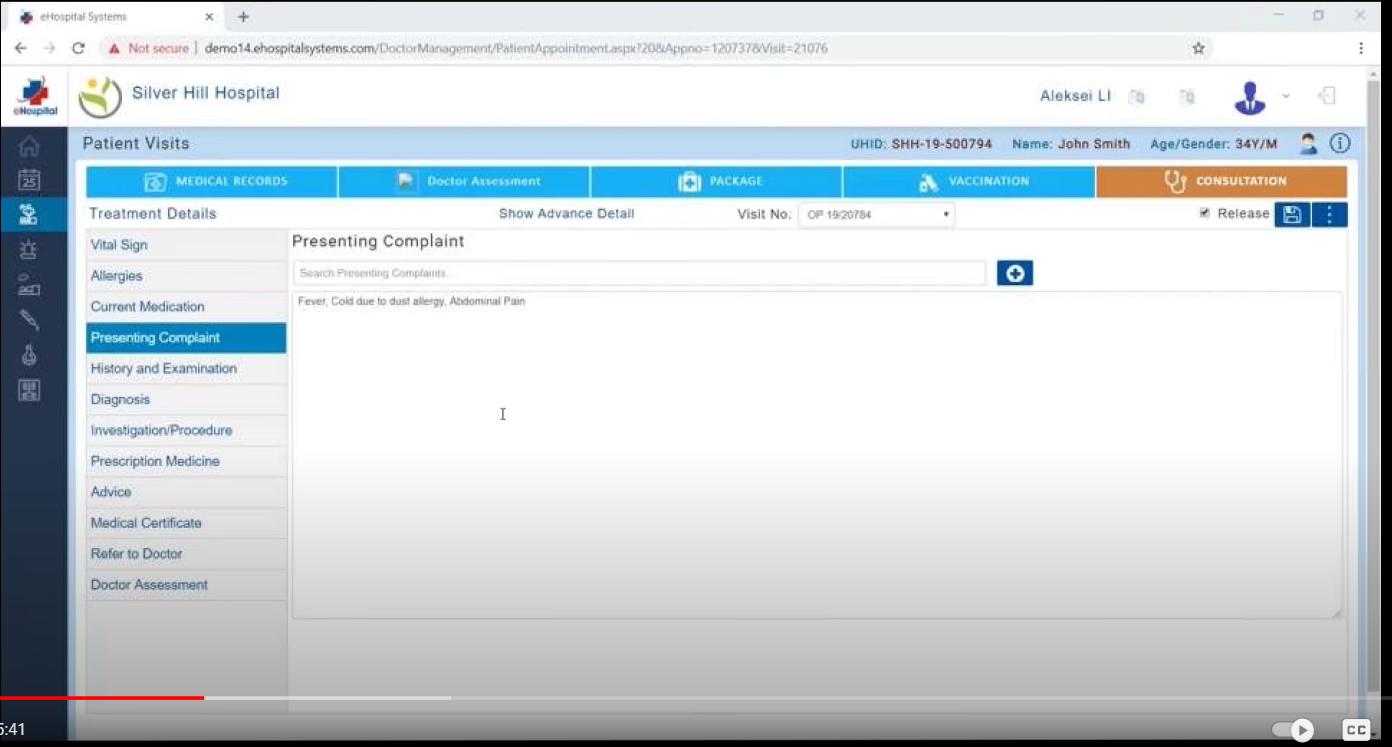 eHospital Systems
Not secure | demo14.ehospitalsystems.com/DoctorManagement/PatientAppointment.aspx?20&Appno=120737&Visit=21076
eHospital
Silver Hill Hospital
Aleksei LI
Patient Visits
UHID: SHH-19-500794 Name: John Smith Age/Gender: 34Y/M
MEDICAL RECORDS
Doctor Assessment
PACKAGE
VACCINATION
CONSULTATION
25
Treatment Details
Show Advance Detail
Visit No.: OP 19/20784
Release
Vital Sign
Allergies
Current Medication
Presenting Complaint
History and Examination
Diagnosis
Investigation/Procedure
Prescription Medicine
Advice
Medical Certificate
Refer to Doctor
Doctor Assessment
Presenting Complaint
Search Presenting Complaints..
Fever, Cold due to dust allergy, Abdominal Pain
5:41
CC